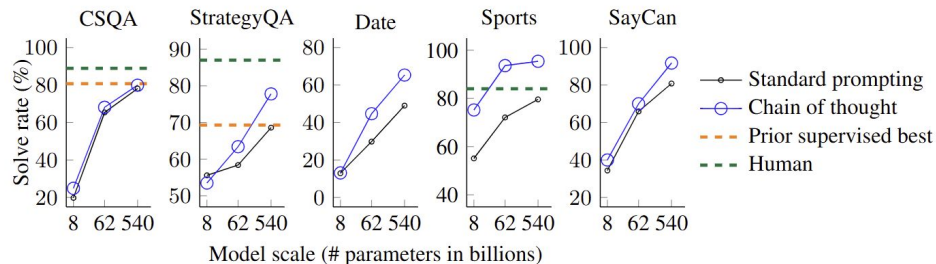 CSQA StrategyQA Date Sports SayCan
Solve rate (%)
100
80
60
40
20
8 62 540
90
80
70
60
50
8 62 540
80
60
40
20
0
8 62 540
100
80
60
40
8 62 540
100
80
60
40
20
8 62 540
Standard prompting
Chain of thought
Prior supervised best
Human
Model scale (# parameters in billions)